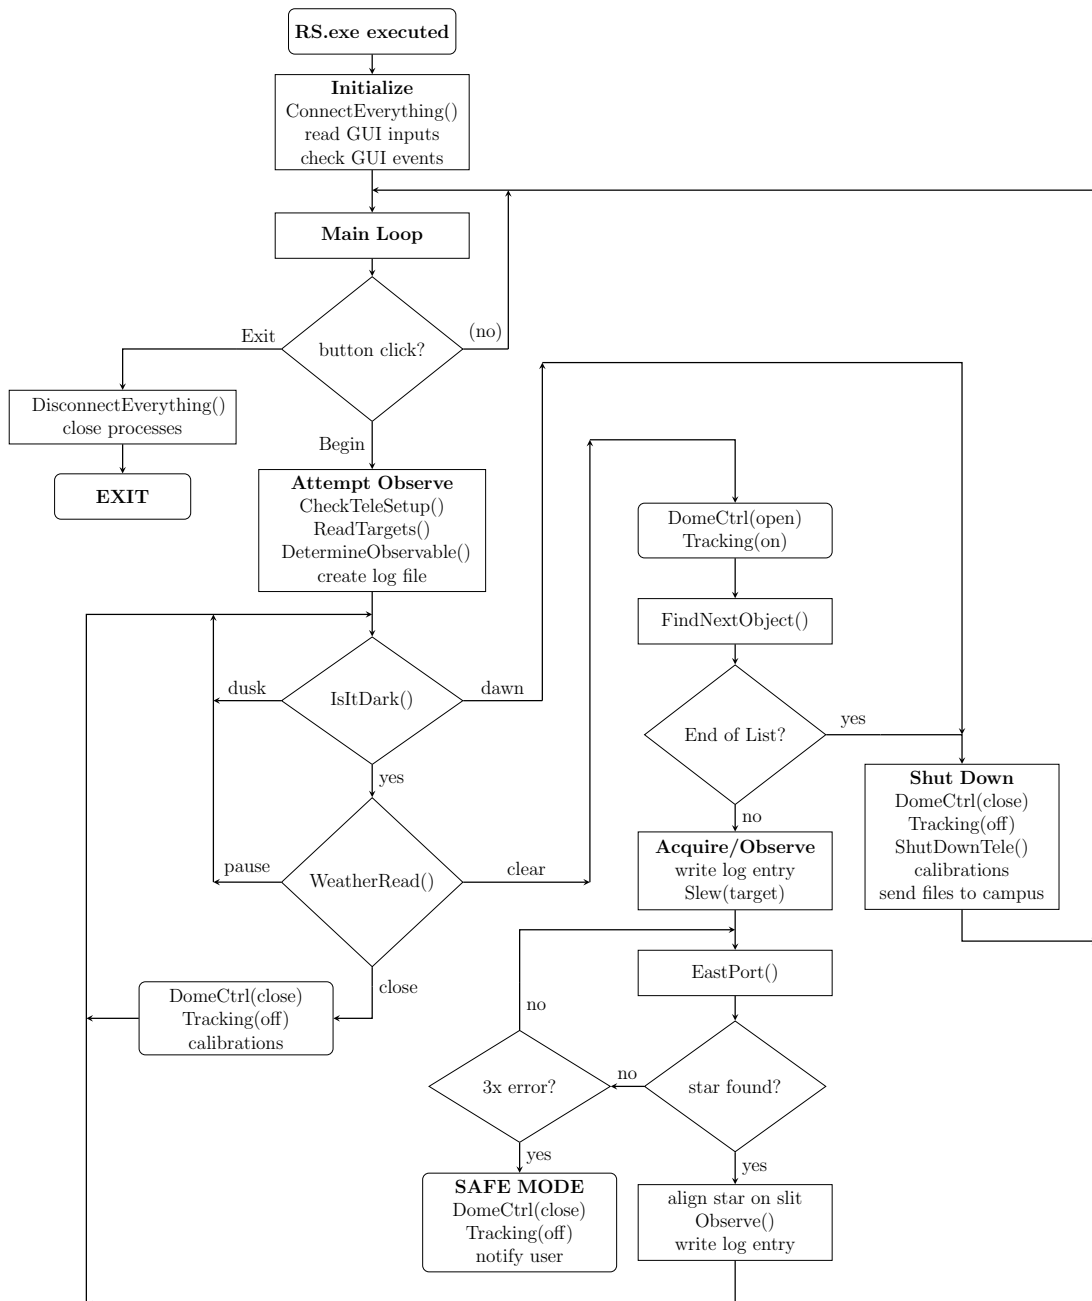 RS.exe executed
Initialize
ConnectEverything()
read GUI inputs
check GUI events
Main Loop
button click?
Exit
(no)
DisconnectEverything()
close processes
EXIT
Begin
Attempt Observe
CheckTeleSetup()
ReadTargets()
DetermineObservable()
create log file
IsItDark()
dusk
dawn
yes
WeatherRead()
pause
clear
close
DomeCtrl(close)
Tracking(off)
calibrations
DomeCtrl(open)
Tracking(on)
FindNextObject()
End of List?
yes
no
Shut Down
DomeCtrl(close)
Tracking(off)
ShutDownTele()
calibrations
send files to campus
Acquire/Observe
write log entry
Slew(target)
EastPort()
star found?
no
3x error?
no
yes
SAFE MODE
DomeCtrl(close)
Tracking(off)
notify user
yes
align star on slit
Observe()
write log entry